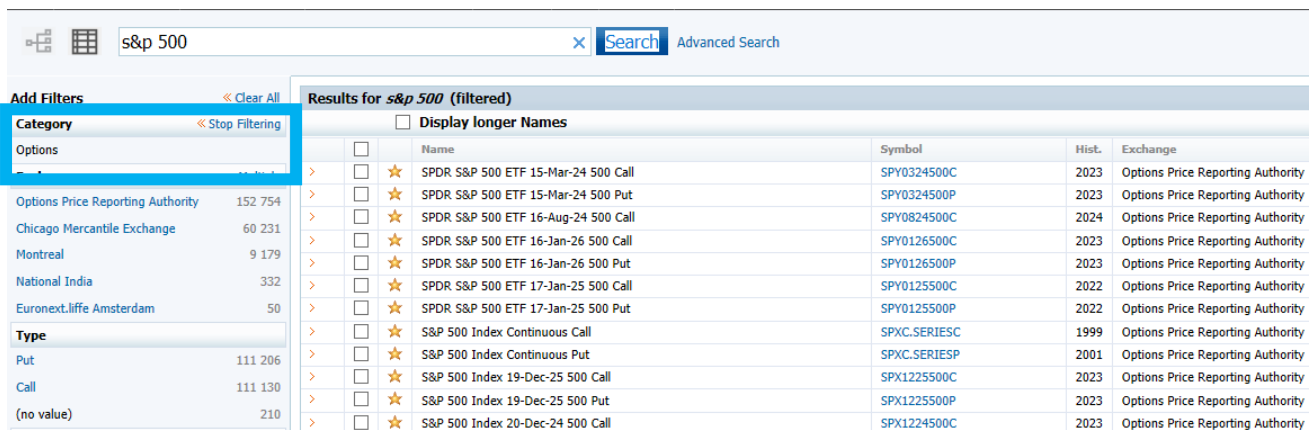 s&p 500 × Search Advanced Search
Add Filters « Clear All
Category « Stop Filtering
Options
Options Price Reporting Authority 152 754
Chicago Mercantile Exchange 60 231
Montreal 9 179
National India 332
Euronext.liffe Amsterdam 50
Type
Put 111 206
Call 111 130
(no value) 210
Results for s&p 500 (filtered)
Display longer Names
Name Symbol Hist. Exchange
SPDR S&P 500 ETF 15-Mar-24 500 Call SPY0324500C 2023 Options Price Reporting Authority
SPDR S&P 500 ETF 15-Mar-24 500 Put SPY0324500P 2023 Options Price Reporting Authority
SPDR S&P 500 ETF 16-Aug-24 500 Call SPY0824500C 2024 Options Price Reporting Authority
SPDR S&P 500 ETF 16-Jan-26 500 Call SPY0126500C 2023 Options Price Reporting Authority
SPDR S&P 500 ETF 16-Jan-26 500 Put SPY0126500P 2023 Options Price Reporting Authority
SPDR S&P 500 ETF 17-Jan-25 500 Call SPY0125500C 2022 Options Price Reporting Authority
SPDR S&P 500 ETF 17-Jan-25 500 Put SPY0125500P 2022 Options Price Reporting Authority
S&P 500 Index Continuous Call SPXC.SERIESC 1999 Options Price Reporting Authority
S&P 500 Index Continuous Put SPXC.SERIESP 2001 Options Price Reporting Authority
S&P 500 Index 19-Dec-25 500 Call SPX1225500C 2023 Options Price Reporting Authority
S&P 500 Index 19-Dec-25 500 Put SPX1225500P 2023 Options Price Reporting Authority
S&P 500 Index 20-Dec-24 500 Call SPX1224500C 2023 Options Price Reporting Authority